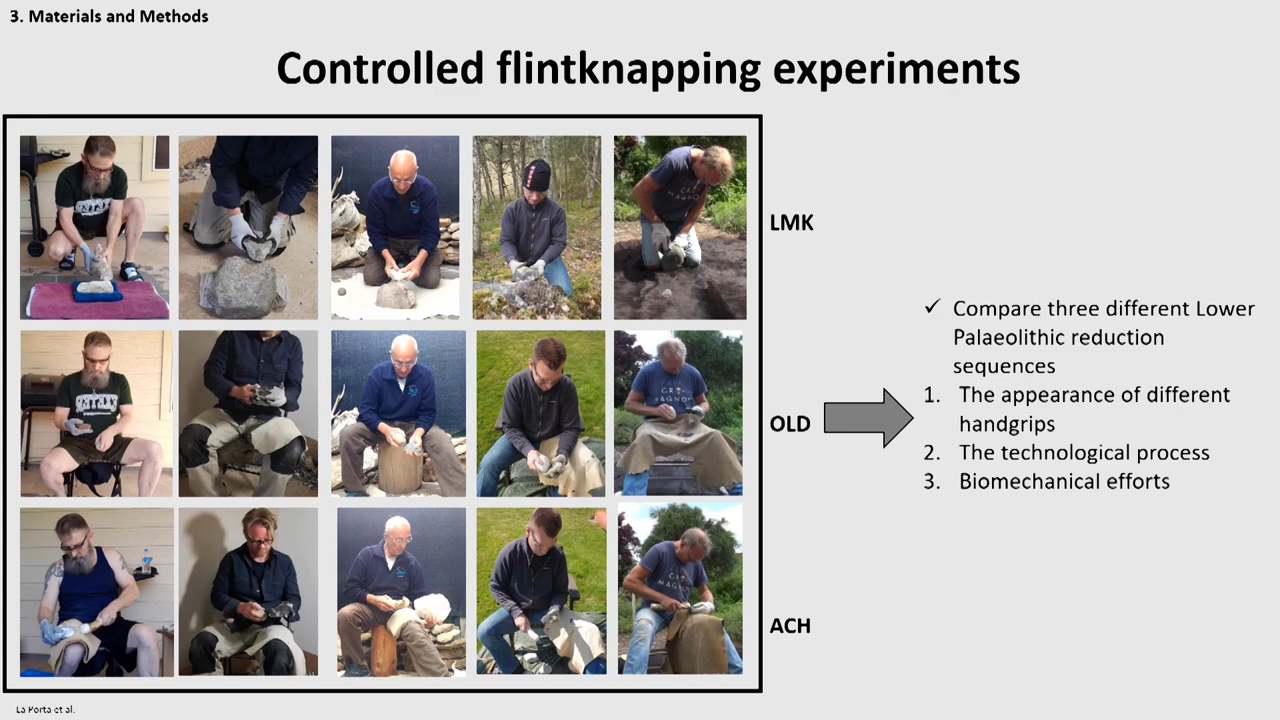 3. Materials and Methods
Controlled flintknapping experiments
LMK
OLD
ACH
✓ Compare three different Lower
Palaeolithic reduction
sequences
1. The appearance of different
handgrips
2. The technological process
3. Biomechanical efforts
La Porta et al.